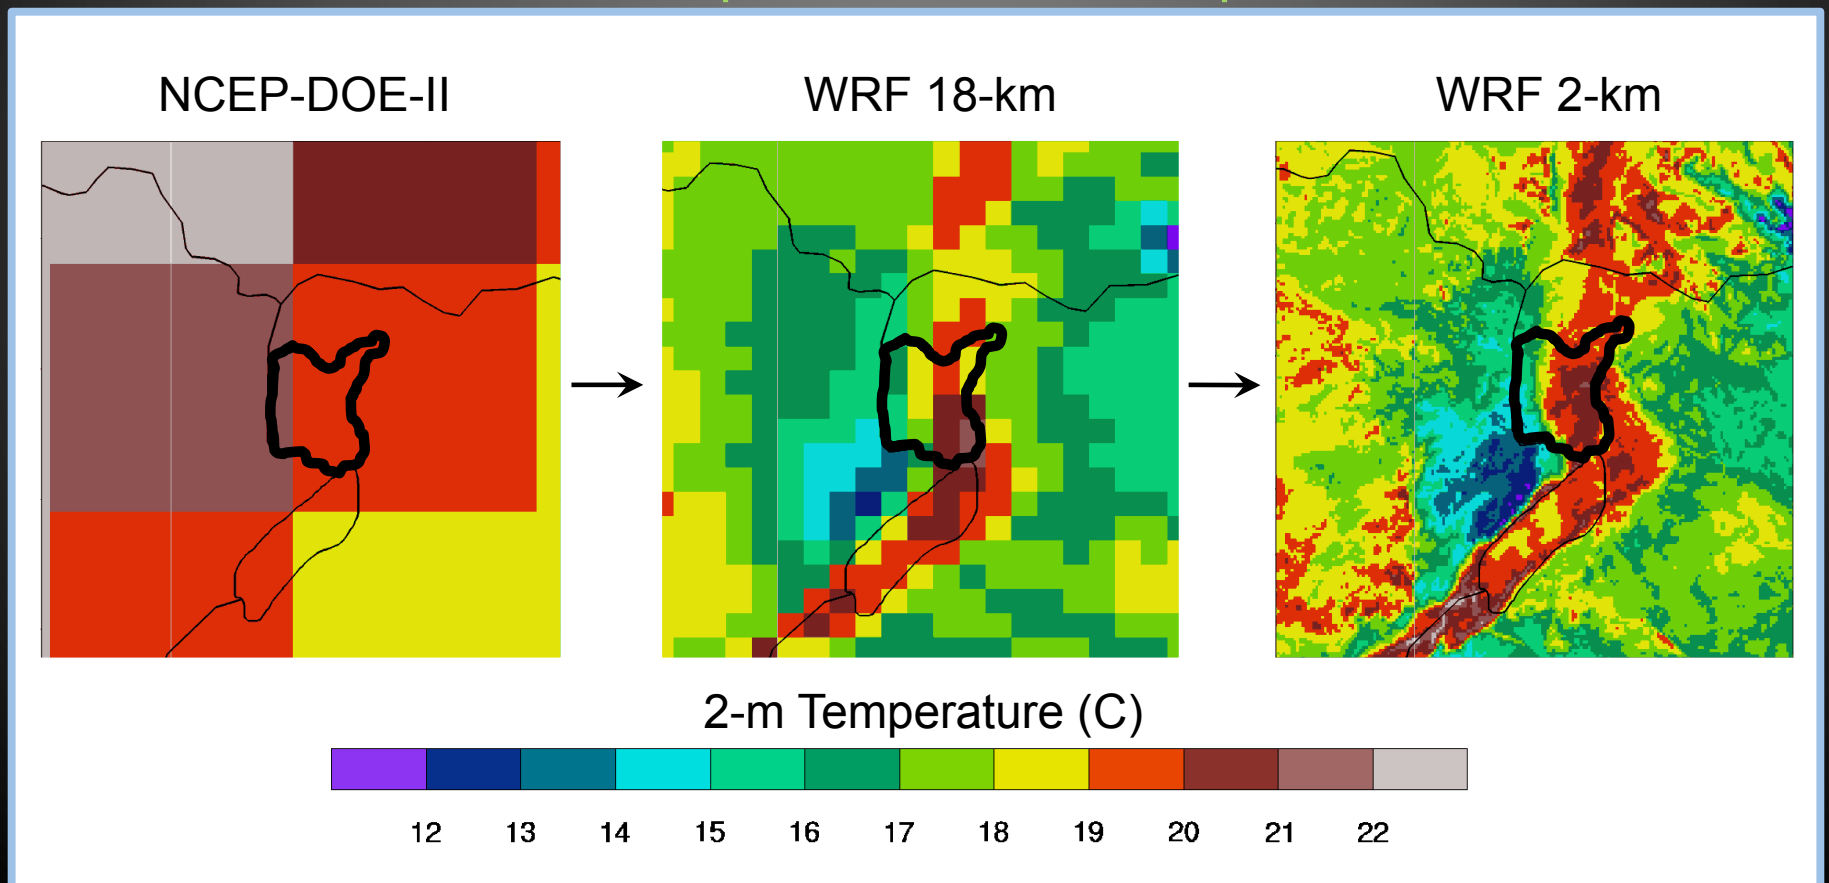 NCEP-DOE-II
WRF 18-km
WRF 2-km
2-m Temperature (C)
12 13 14 15 16 17 18 19 20 21 22